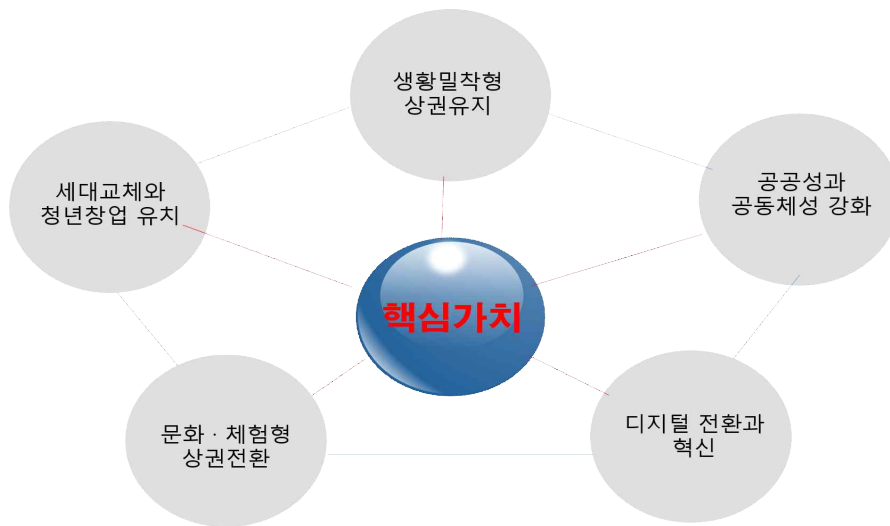 생황밀착형
상권유지
세대교체와
청년창업 유치
공공성과
공동체성 강화
핵심가치
문화 · 체험형
상권전환
디지털 전환과
혁신